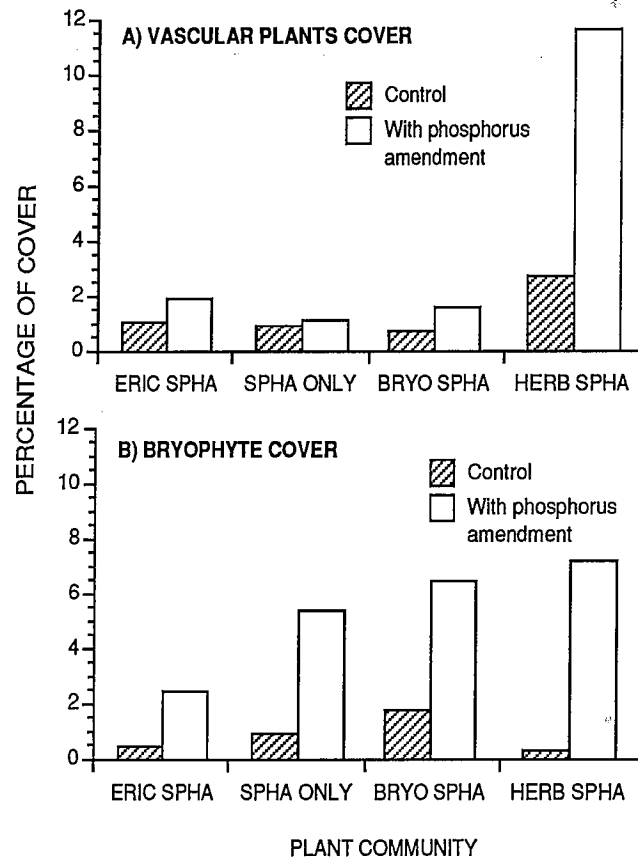 PERCENTAGE OF COVER
A) VASCULAR PLANTS COVER
Control
With phosphorus
amendment
12
10
8
6
4
2
0
ERIC SPHA SPHA ONLY BRYO SPHA HERB SPHA
B) BRYOPHYTE COVER
Control
With phosphorus
amendment
12
10
8
6
4
2
0
ERIC SPHA SPHA ONLY BRYO SPHA HERB SPHA
PLANT COMMUNITY